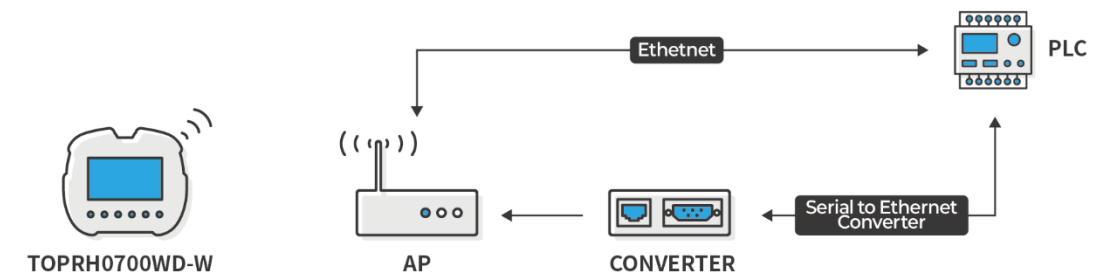 Ethetnet
PLC
Serial to Ethernet
Converter
TOPRH0700WD-W
AP
CONVERTER